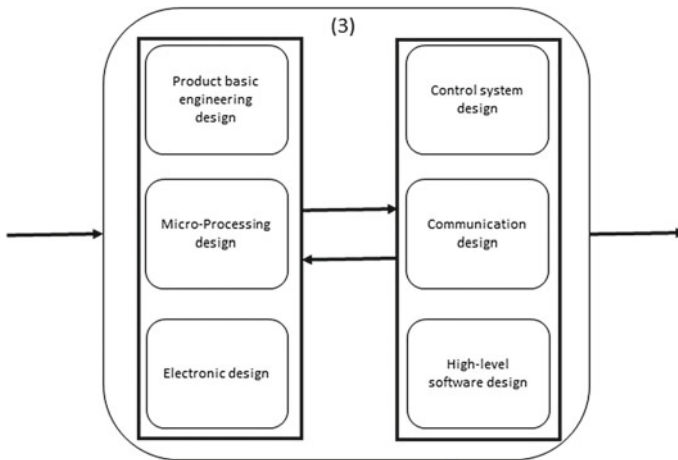 (3)
Product basic
engineering
design
Micro-Processing
design
Electronic design
Control system
design
Communication
design
High-level
software design